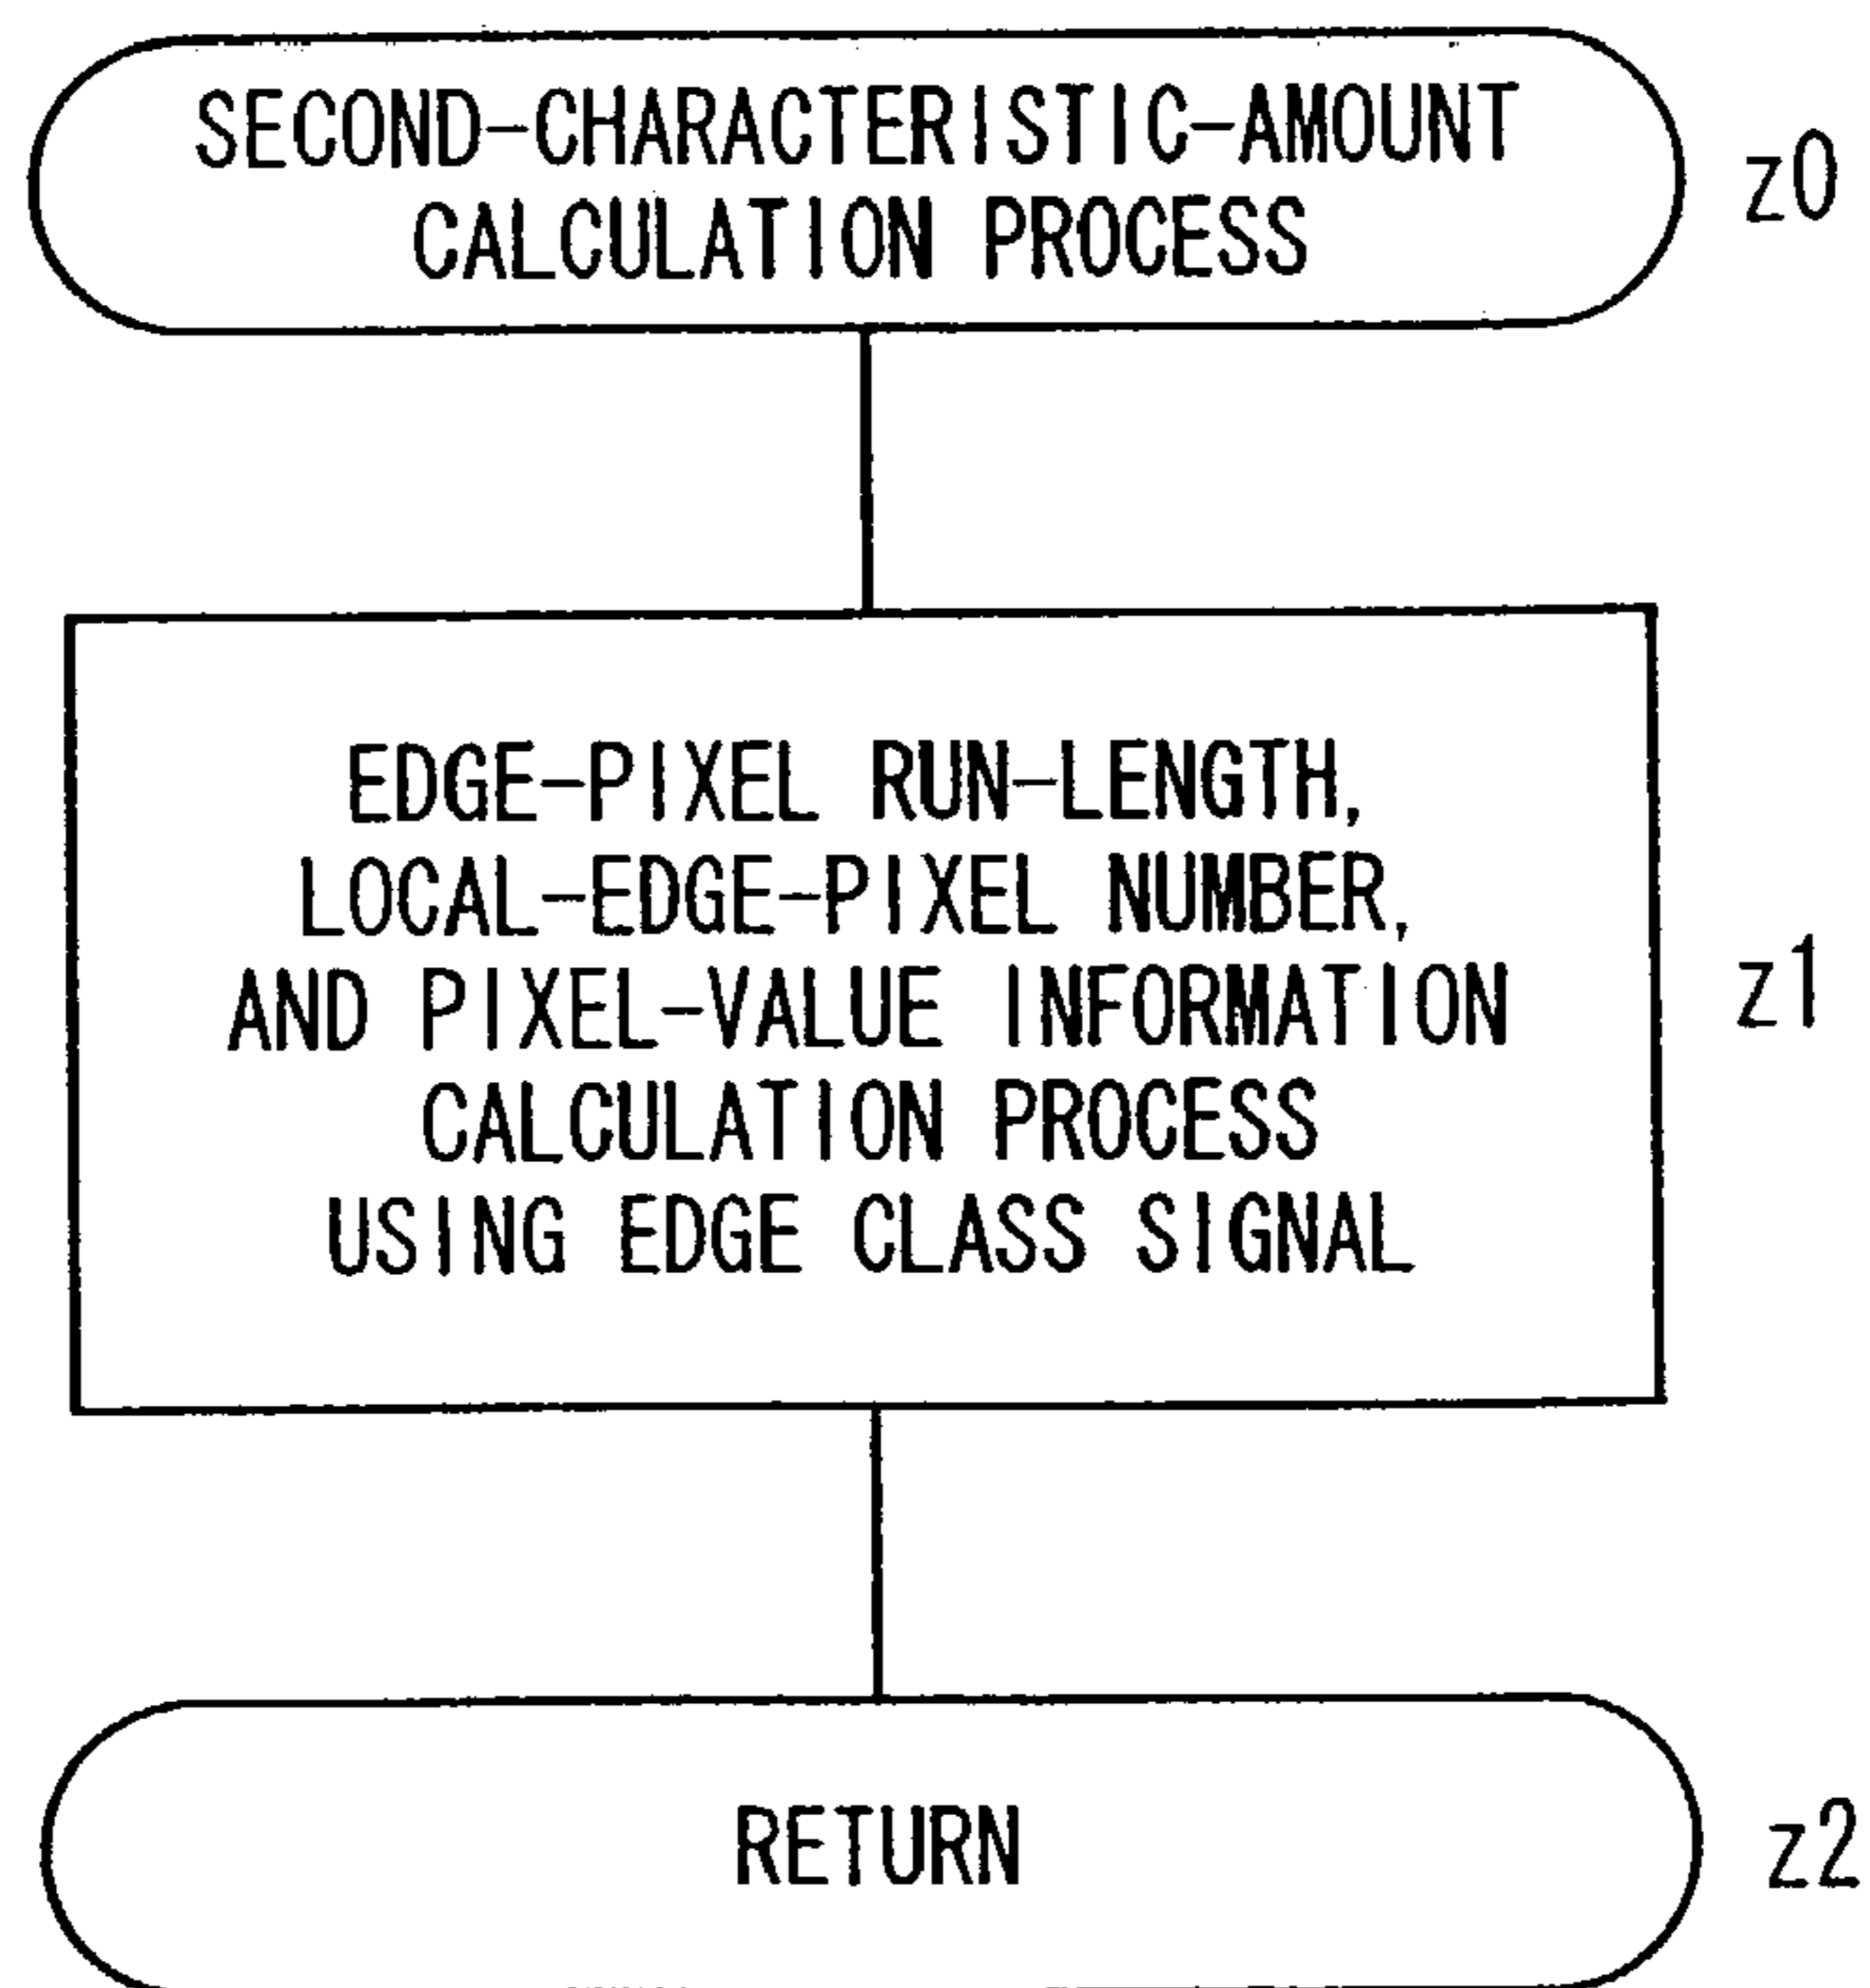 SECOND-CHARACTERISTIC-AMOUNT
CALCULATION PROCESS
z0
EDGE-PIXEL RUN-LENGTH,
LOCAL-EDGE-PIXEL NUMBER,
AND PIXEL-VALUE INFORMATION
CALCULATION PROCESS
USING EDGE CLASS SIGNAL
z1
RETURN
z2